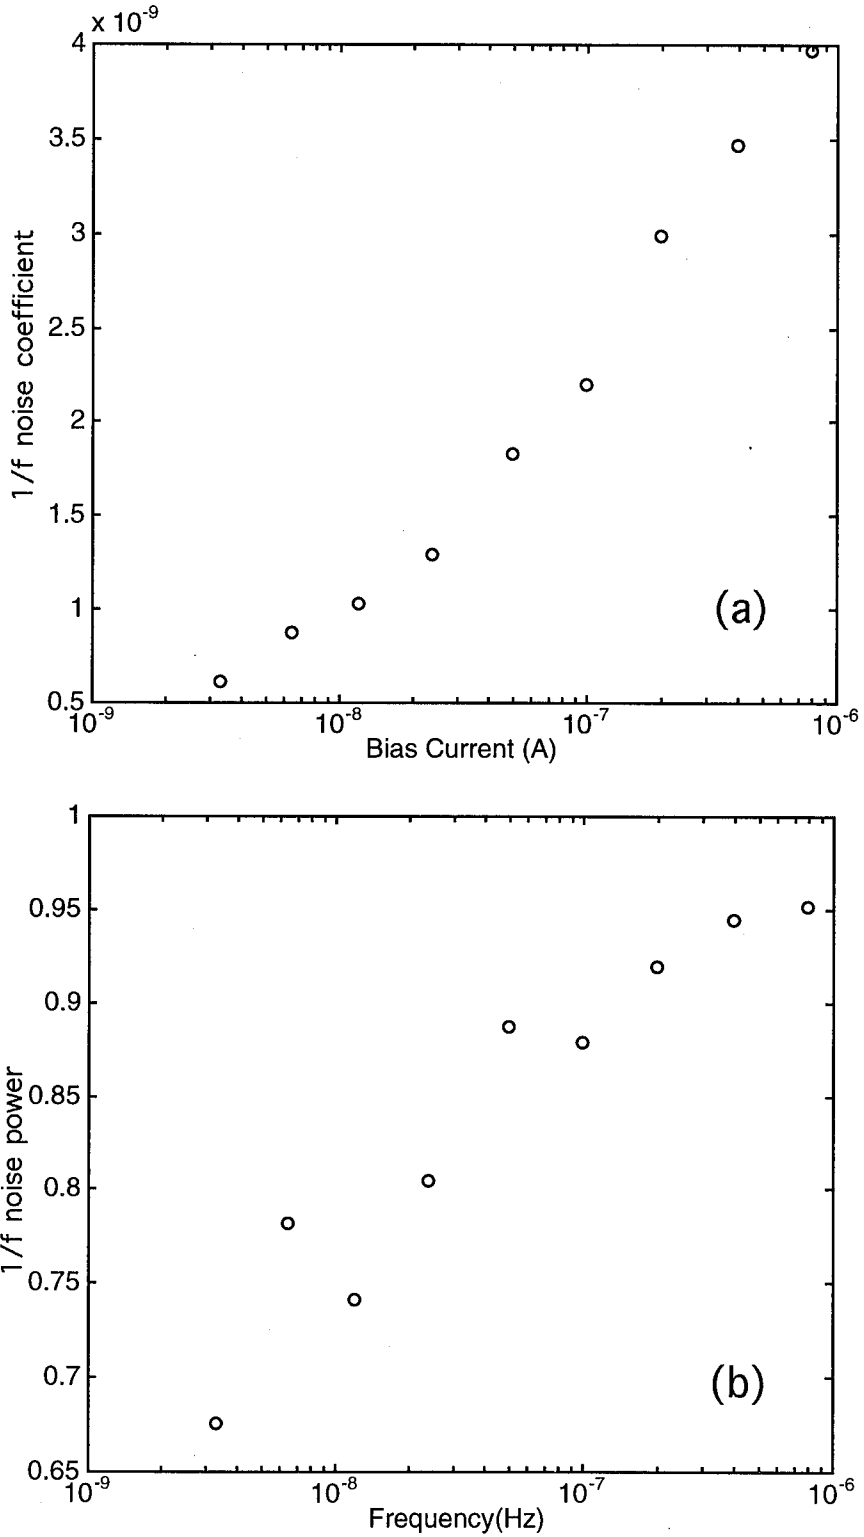 x 10-9
4
3.5
3
2.5
2
1.5
1
0.5
1/f noise coefficient
(a)
10-9 10-8 10-7 10-6
Bias Current (A)
1
0.95
0.9
0.85
0.8
0.75
0.7
0.65
1/f noise power
(b)
10-9 10-8 10-7 10-6
Frequency(Hz)